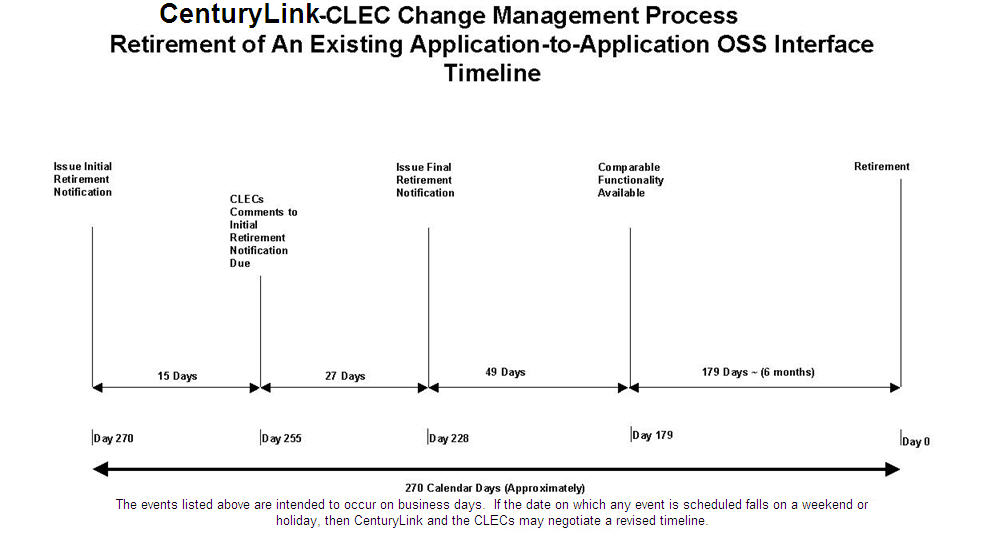 CenturyLink-CLEC Change Management Process
Retirement of An Existing Application-to-Application OSS Interface
Timeline
Issue Initial
Retirement
Notification
CLECs
Comments to
Initial
Retirement
Notification
Due
Issue Final
Retirement
Notification
Comparable
Functionality
Available
Retirement
15 Days
27 Days
49 Days
179 Days ~ (6 months)
Day 270
Day 255
Day 228
Day 179
Day 0
270 Calendar Days (Approximately)
The events listed above are intended to occur on business days.  If the date on which any event is scheduled falls on a weekend or
holiday, then CenturyLink and the CLECs may negotiate a revised timeline.